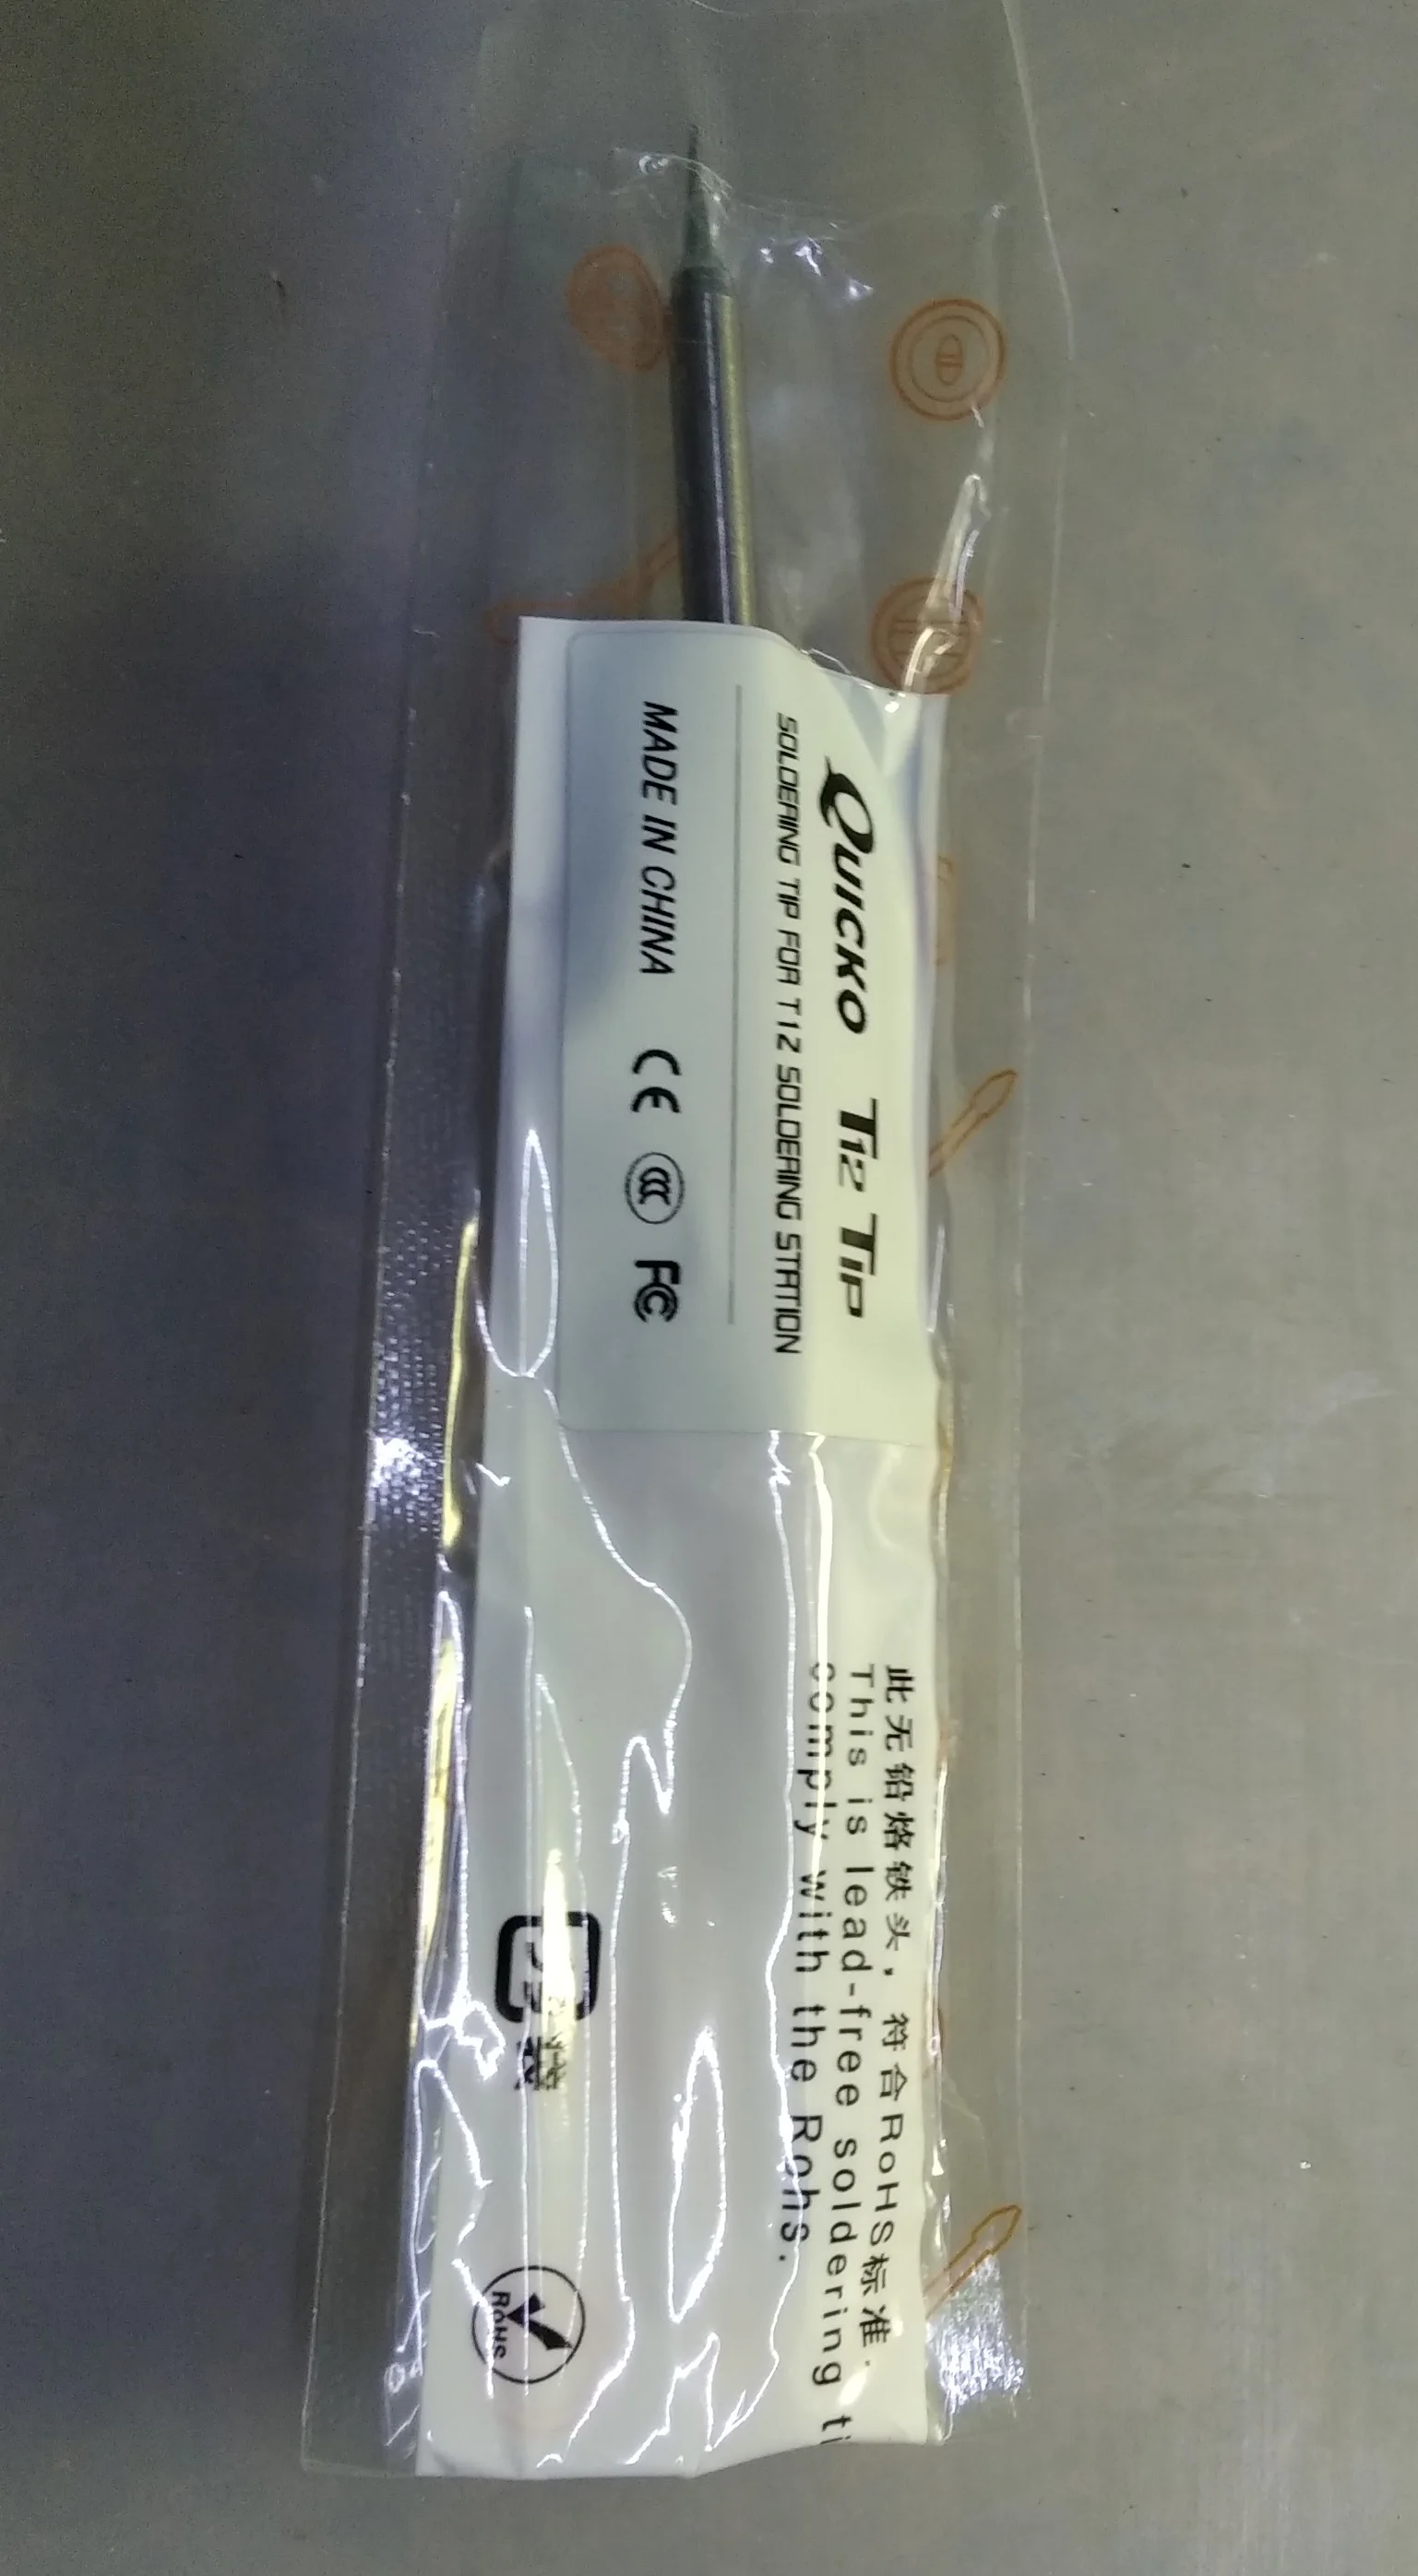 QUICKO T12 TIP
SOLDERING TIP FOR T12 SOLDERING STATION
MADE IN CHINA CE CCC FC
此无铅烙铁头，符合RoHS标准.
This is lead-free soldering ti
comply with the Rohs.
RoHS